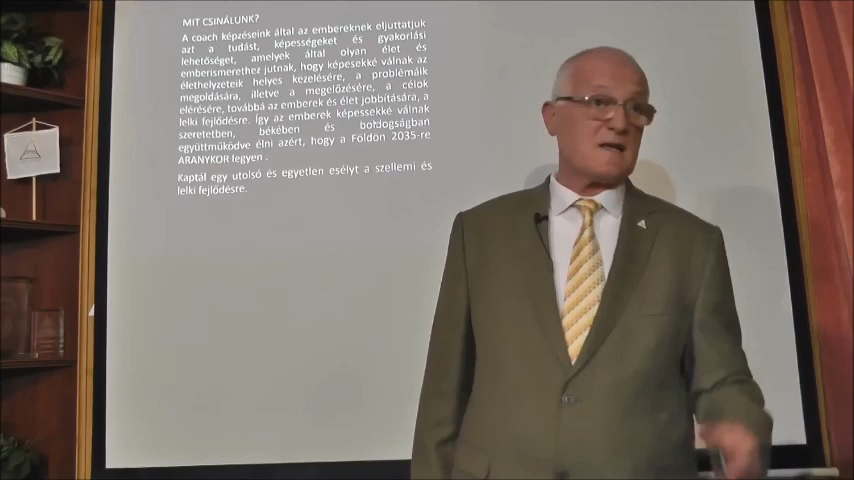 MIT CSINÁLUNK?
A coach képzéseink által az embereknek eljuttatjuk
azt a tudást, képességeket és gyakorlási
lehetőséget, amelyek által olyan élet és
emberismerethez jutnak, hogy képesekké válnak az
élethelyzeteik helyes kezelésére, a problémáik
megoldására, illetve a megelőzésére, a célok
elérésére, továbbá az emberek és élet jobbítására, a
lelki fejlődésre. Így az emberek képessekké válnak
szeretetben, békében és boldogságban
együttműködve élni azért, hogy a Földön 2035-re
ARANYKOR legyen .
Kaptál egy utolsó és egyetlen esélyt a szellemi és
lelki fejlődésre.